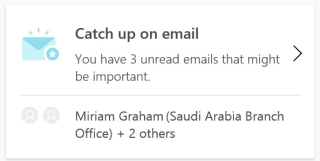 Catch up on email
You have 3 unread emails that might
be important.
Miriam Graham (Saudi Arabia Branch
Office) + 2 others